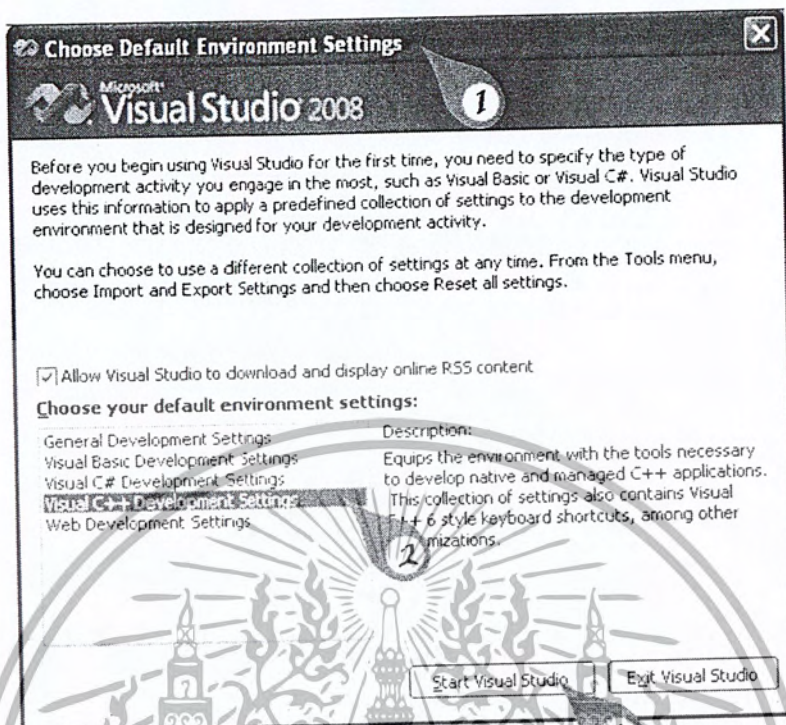 Choose Default Environment Settings
1
Microsoft
Visual Studio 2008
Before you begin using Visual Studio for the first time, you need to specify the type of
development activity you engage in the most, such as Visual Basic or Visual C#. Visual Studio
uses this information to apply a predefined collection of settings to the development
environment that is designed for your development activity.
You can choose to use a different collection of settings at any time. From the Tools menu,
choose Import and Export Settings and then choose Reset all settings.
Allow Visual Studio to download and display online RSS content
Choose your default environment settings:
General Development Settings
Visual Basic Development Settings
Visual C# Development Settings
Visual C++ Development Settings
Web Development Settings
2
Description:
Equips the environment with the tools necessary
to develop native and managed C++ applications.
This collection of settings also contains Visual
++ 6 style keyboard shortcuts, among other
mizations.
Start Visual Studio
Exit Visual Studio